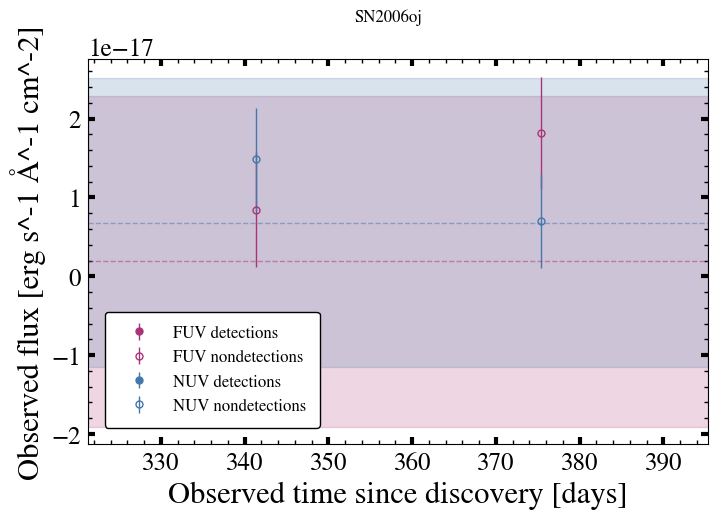 SN2006oj
1e−17
Observed flux [erg s^-1 Å^-1 cm^-2]
2
1
0
−1
−2
FUV detections
FUV nondetections
NUV detections
NUV nondetections
330 340 350 360 370 380 390
Observed time since discovery [days]